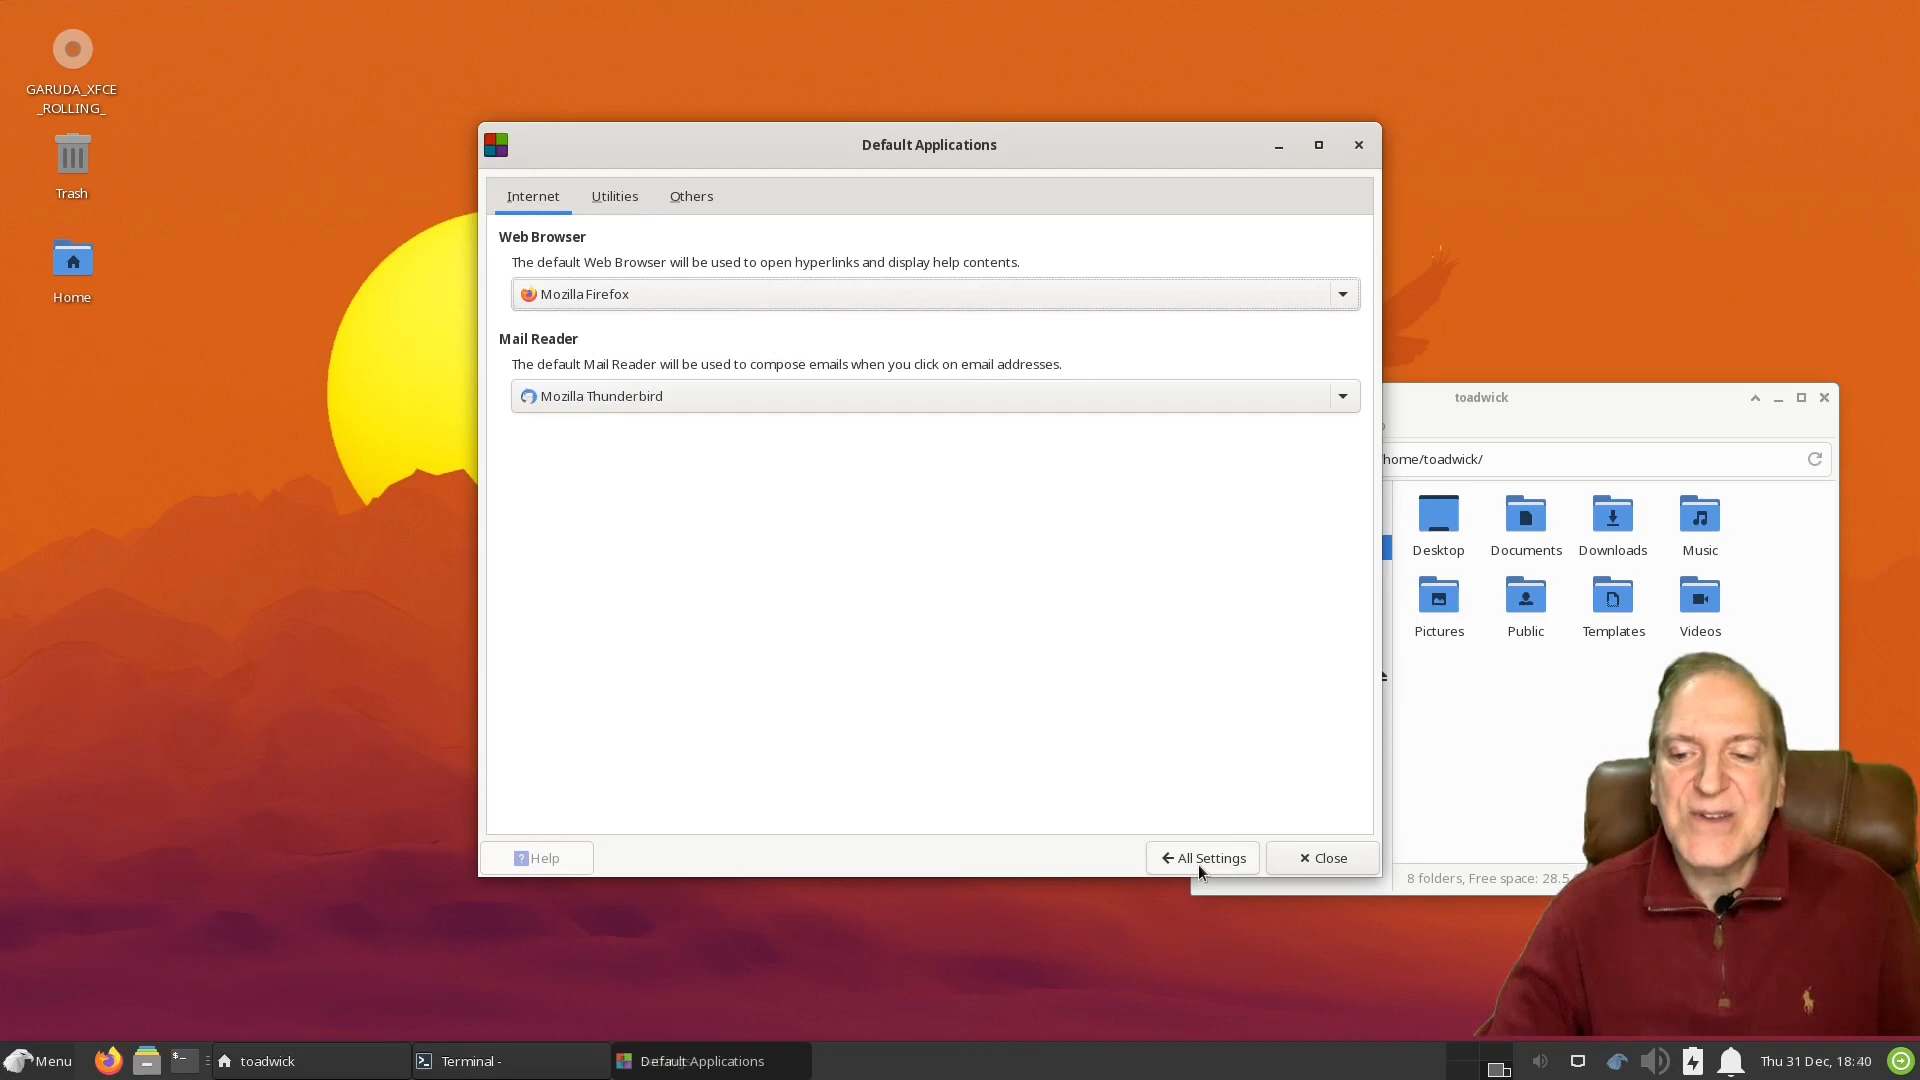 GARUDA_XFCE
_ROLLING_
Trash
Home
Default Applications
Internet Utilities Others
Web Browser
The default Web Browser will be used to open hyperlinks and display help contents.
Mozilla Firefox
Mail Reader
The default Mail Reader will be used to compose emails when you click on email addresses.
Mozilla Thunderbird
Help
All Settings
Close
toadwick
home/toadwick/
Desktop Documents Downloads Music
Pictures Public Templates Videos
8 folders, Free space: 28.5
Menu
toadwick
Terminal -
Default Applications
Thu 31 Dec, 18:40